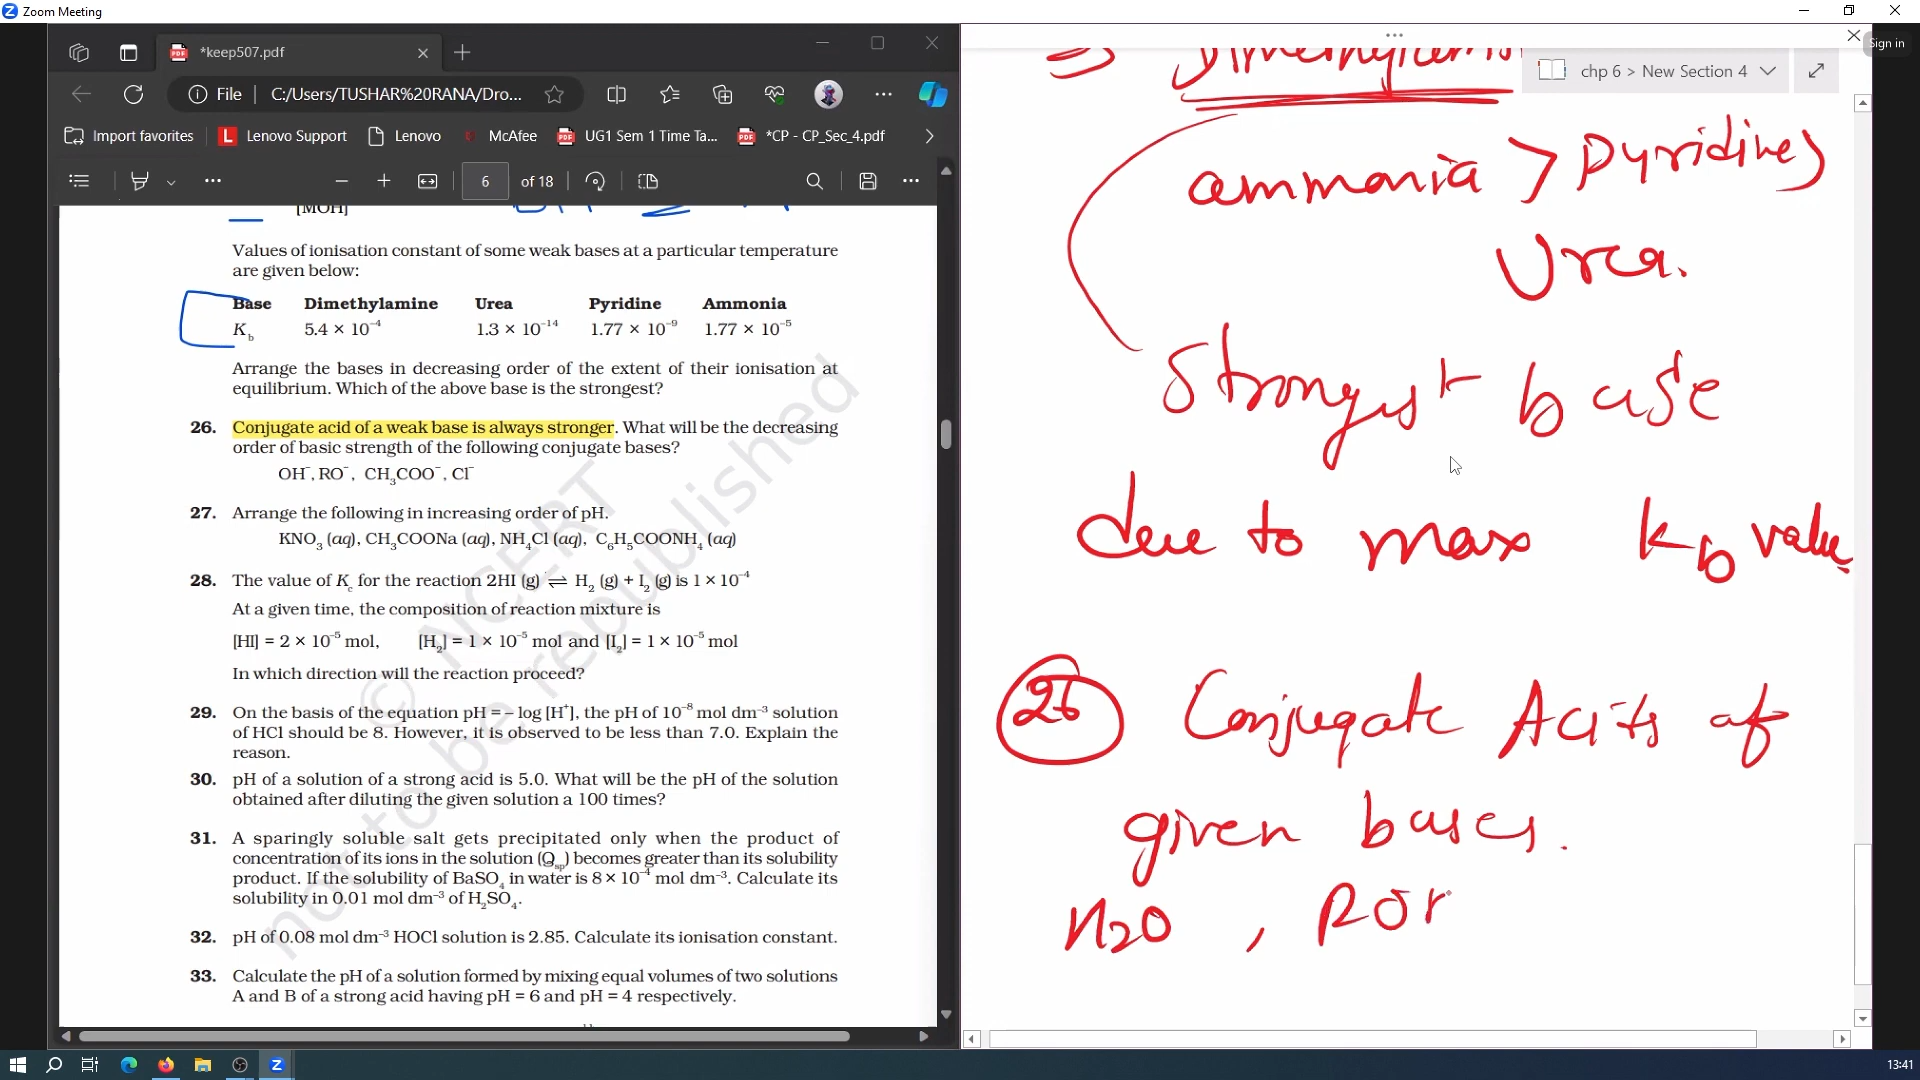 Zoom Meeting
*keep507.pdf
Sign in
File | C:/Users/TUSHAR%20RANA/Dro...
Import favorites Lenovo Support Lenovo McAfee UG1 Sem 1 Time Ta... *CP - CP_Sec_4.pdf
6 of 18
[MOH]
Values of ionisation constant of some weak bases at a particular temperature
are given below:
Base Dimethylamine Urea Pyridine Ammonia
K_b 5.4 × 10⁻⁴ 1.3 × 10⁻¹⁴ 1.77 × 10⁻⁹ 1.77 × 10⁻⁵
Arrange the bases in decreasing order of the extent of their ionisation at
equilibrium. Which of the above base is the strongest?
26. Conjugate acid of a weak base is always stronger. What will be the decreasing
order of basic strength of the following conjugate bases?
OH⁻, RO⁻, CH₃COO⁻, Cl⁻
27. Arrange the following in increasing order of pH.
KNO₃ (aq), CH₃COONa (aq), NH₄Cl (aq), C₆H₅COONH₄ (aq)
28. The value of K_c for the reaction 2HI (g) ⇌ H₂ (g) + I₂ (g) is 1 × 10⁻⁴
At a given time, the composition of reaction mixture is
[HI] = 2 × 10⁻⁵ mol, [H₂] = 1 × 10⁻⁵ mol and [I₂] = 1 × 10⁻⁵ mol
In which direction will the reaction proceed?
29. On the basis of the equation pH = – log [H⁺], the pH of 10⁻⁸ mol dm⁻³ solution
of HCl should be 8. However, it is observed to be less than 7.0. Explain the
reason.
30. pH of a solution of a strong acid is 5.0. What will be the pH of the solution
obtained after diluting the given solution a 100 times?
31. A sparingly soluble salt gets precipitated only when the product of
concentration of its ions in the solution (Q_sp) becomes greater than its solubility
product. If the solubility of BaSO₄ in water is 8 × 10⁻⁴ mol dm⁻³. Calculate its
solubility in 0.01 mol dm⁻³ of H₂SO₄.
32. pH of 0.08 mol dm⁻³ HOCl solution is 2.85. Calculate its ionisation constant.
33. Calculate the pH of a solution formed by mixing equal volumes of two solutions
A and B of a strong acid having pH = 6 and pH = 4 respectively.
© NCERT
not to be republished
chp 6 > New Section 4
ammonia > Pyridine >
Urea.
Strongest base
due to max Kb value
26 Conjugate Acits of
given bases.
H2O , ROH
13:41